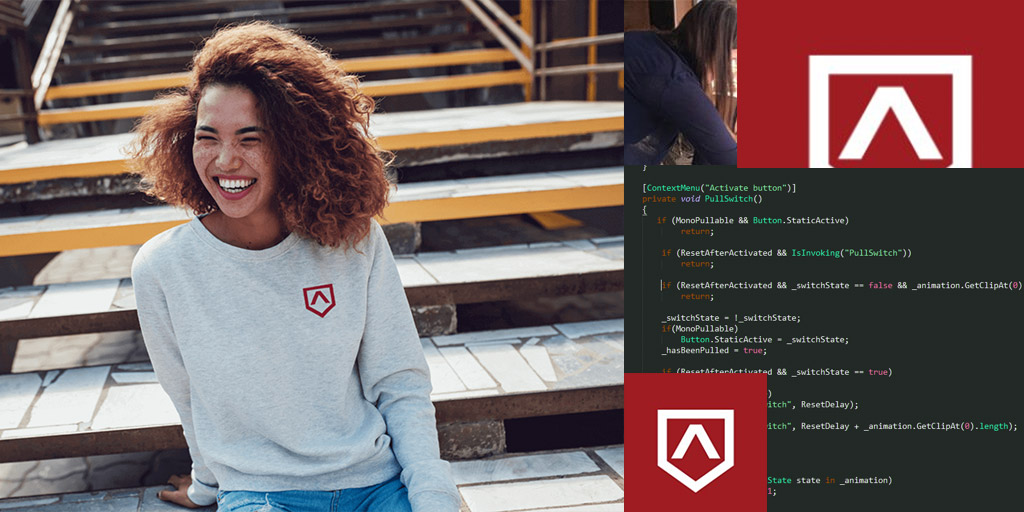 }
[ContextMenu("Activate button")]
private void PullSwitch()
{
if (MonoPullable && Button.StaticActive)
return;
if (ResetAfterActivated && IsInvoking("PullSwitch"))
return;
if (ResetAfterActivated && _switchState == false && _animation.GetClipAt(0)
return;
_switchState = !_switchState;
if(MonoPullable)
Button.StaticActive = _switchState;
_hasBeenPulled = true;
if (ResetAfterActivated && _switchState == true)
)
itch", ResetDelay);
itch", ResetDelay + _animation.GetClipAt(0).length);
State state in _animation)
1;